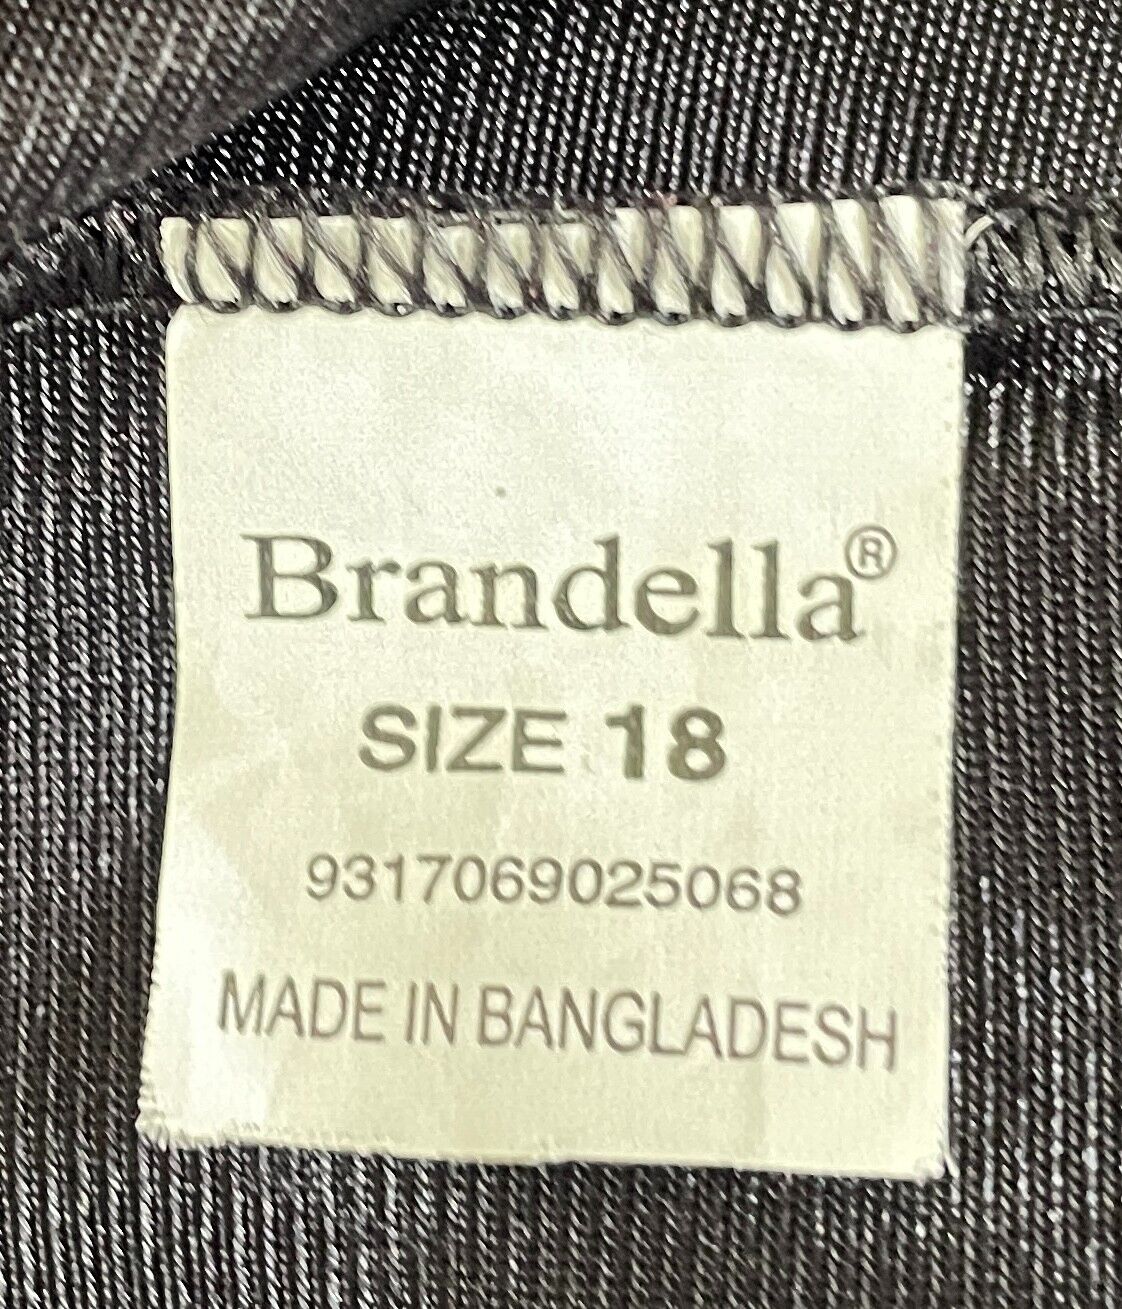 Brandella®
SIZE 18
9317069025068
MADE IN BANGLADESH